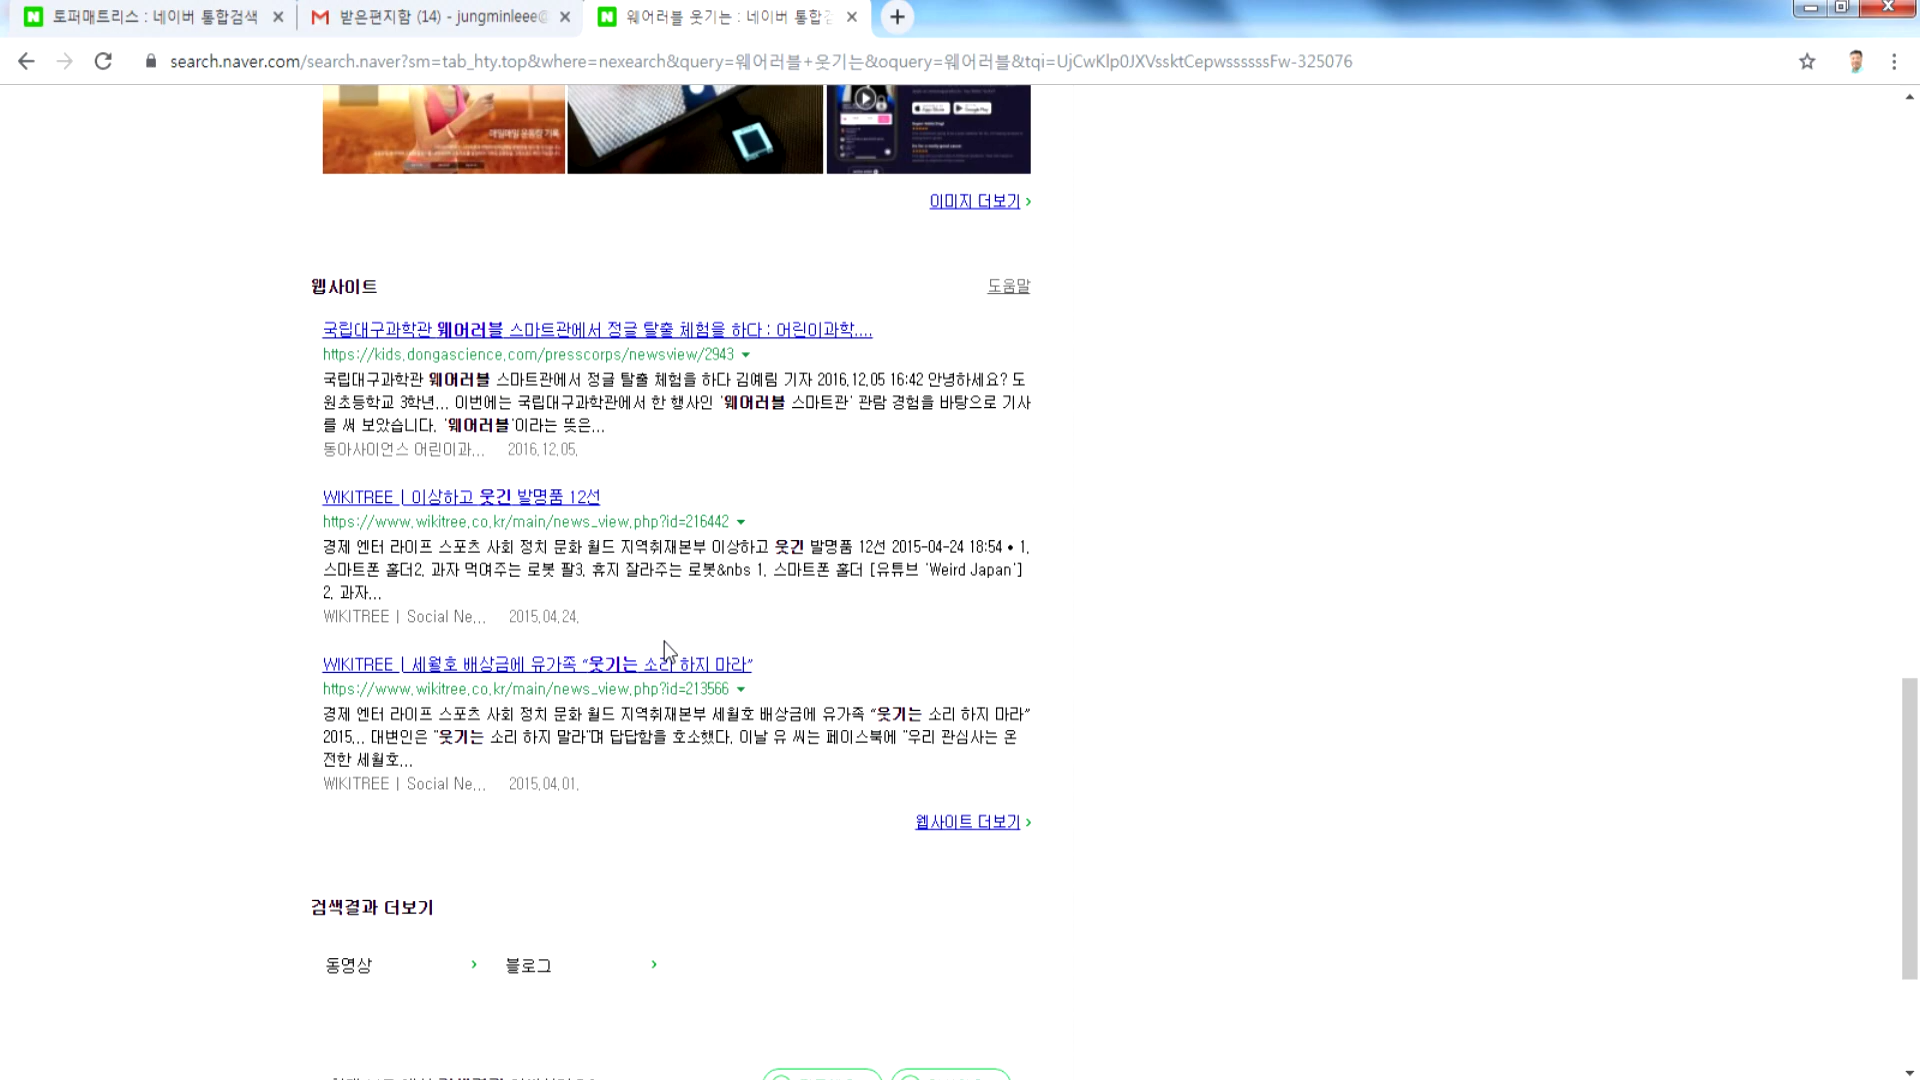 토퍼매트리스 : 네이버 통합검색
받은편지함 (14) - jungminleee@
웨어러블 웃기는 : 네이버 통합검
search.naver.com/search.naver?sm=tab_hty.top&where=nexearch&query=웨어러블+웃기는&oquery=웨어러블&tqi=UjCwKlp0JXVssktCepwssssssFw-325076
매일매일 운동량 기록
App Store
Google Play
이미지 더보기
웹사이트
도움말
국립대구과학관 웨어러블 스마트관에서 정글 탈출 체험을 하다 : 어린이과학....
https://kids.dongascience.com/presscorps/newsview/2943
국립대구과학관 웨어러블 스마트관에서 정글 탈출 체험을 하다 김예림 기자 2016.12.05 16:42 안녕하세요? 도
원초등학교 3학년... 이번에는 국립대구과학관에서 한 행사인 '웨어러블 스마트관' 관람 경험을 바탕으로 기사
를 써 보았습니다. '웨어러블'이라는 뜻은...
동아사이언스 어린이과... 2016.12.05.
WIKITREE | 이상하고 웃긴 발명품 12선
https://www.wikitree.co.kr/main/news_view.php?id=216442
경제 엔터 라이프 스포츠 사회 정치 문화 월드 지역취재본부 이상하고 웃긴 발명품 12선 2015-04-24 18:54 • 1.
스마트폰 홀더2. 과자 먹여주는 로봇 팔3. 휴지 잘라주는 로봇&nbs 1. 스마트폰 홀더 [유튜브 'Weird Japan']
2. 과자...
WIKITREE | Social Ne... 2015.04.24.
WIKITREE | 세월호 배상금에 유가족 “웃기는 소리 하지 마라”
https://www.wikitree.co.kr/main/news_view.php?id=213566
경제 엔터 라이프 스포츠 사회 정치 문화 월드 지역취재본부 세월호 배상금에 유가족 “웃기는 소리 하지 마라”
2015... 대변인은 "웃기는 소리 하지 말라"며 답답함을 호소했다. 이날 유 씨는 페이스북에 "우리 관심사는 온
전한 세월호...
WIKITREE | Social Ne... 2015.04.01.
웹사이트 더보기
검색결과 더보기
동영상
블로그